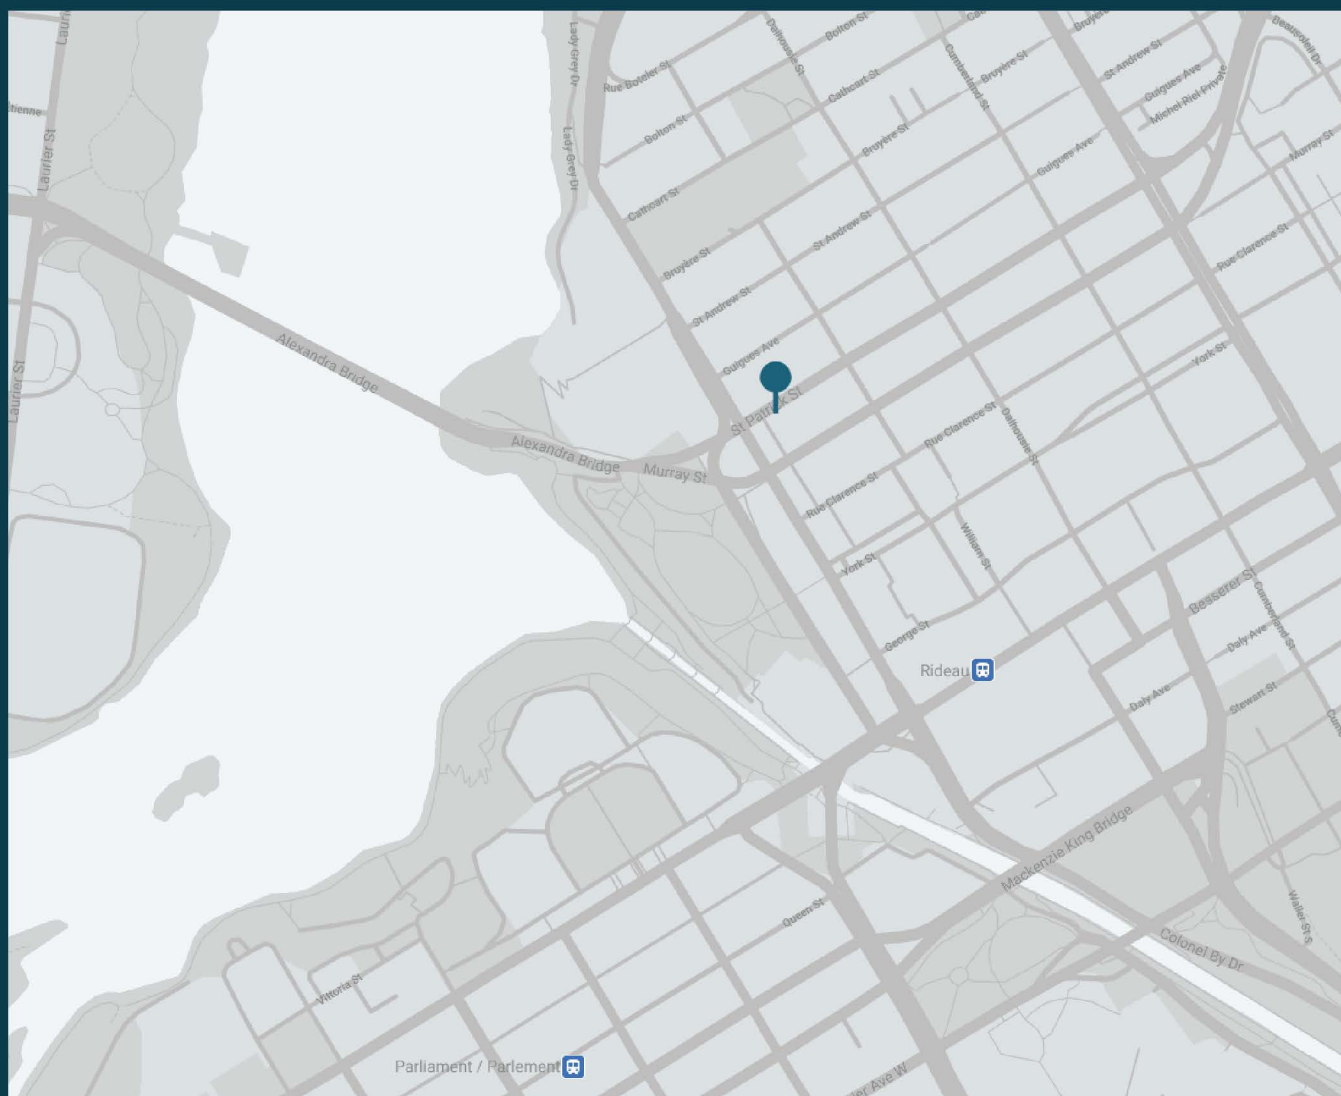 Lady Grey Dr
Dalhousie St
Bolton St
Bruyère St
St Andrew St
Beausoleil Dr
Rue Boteler St
Cathcart St
Cumberland St
Bruyère St
Guigues Ave
Michel Riel Private
Laurier St
Lady Grey Dr
Bolton St
Bruyère St
Guigues Ave
Murray St
Cathcart St
St Andrew St
Rue Clarence St
Bruyère St
St Andrew St
Alexandra Bridge
Guigues Ave
York St
Laurier St
St Patrick St
Rue Clarence St
Dalhousie St
Alexandra Bridge
Murray St
Rue Clarence St
William St
York St
Besserer St
Cumberland St
George St
Daly Ave
Rideau
Daly Ave
Stewart St
Mackenzie King Bridge
Queen St
Colonel By Dr
Vittoria St
Parliament / Parlement